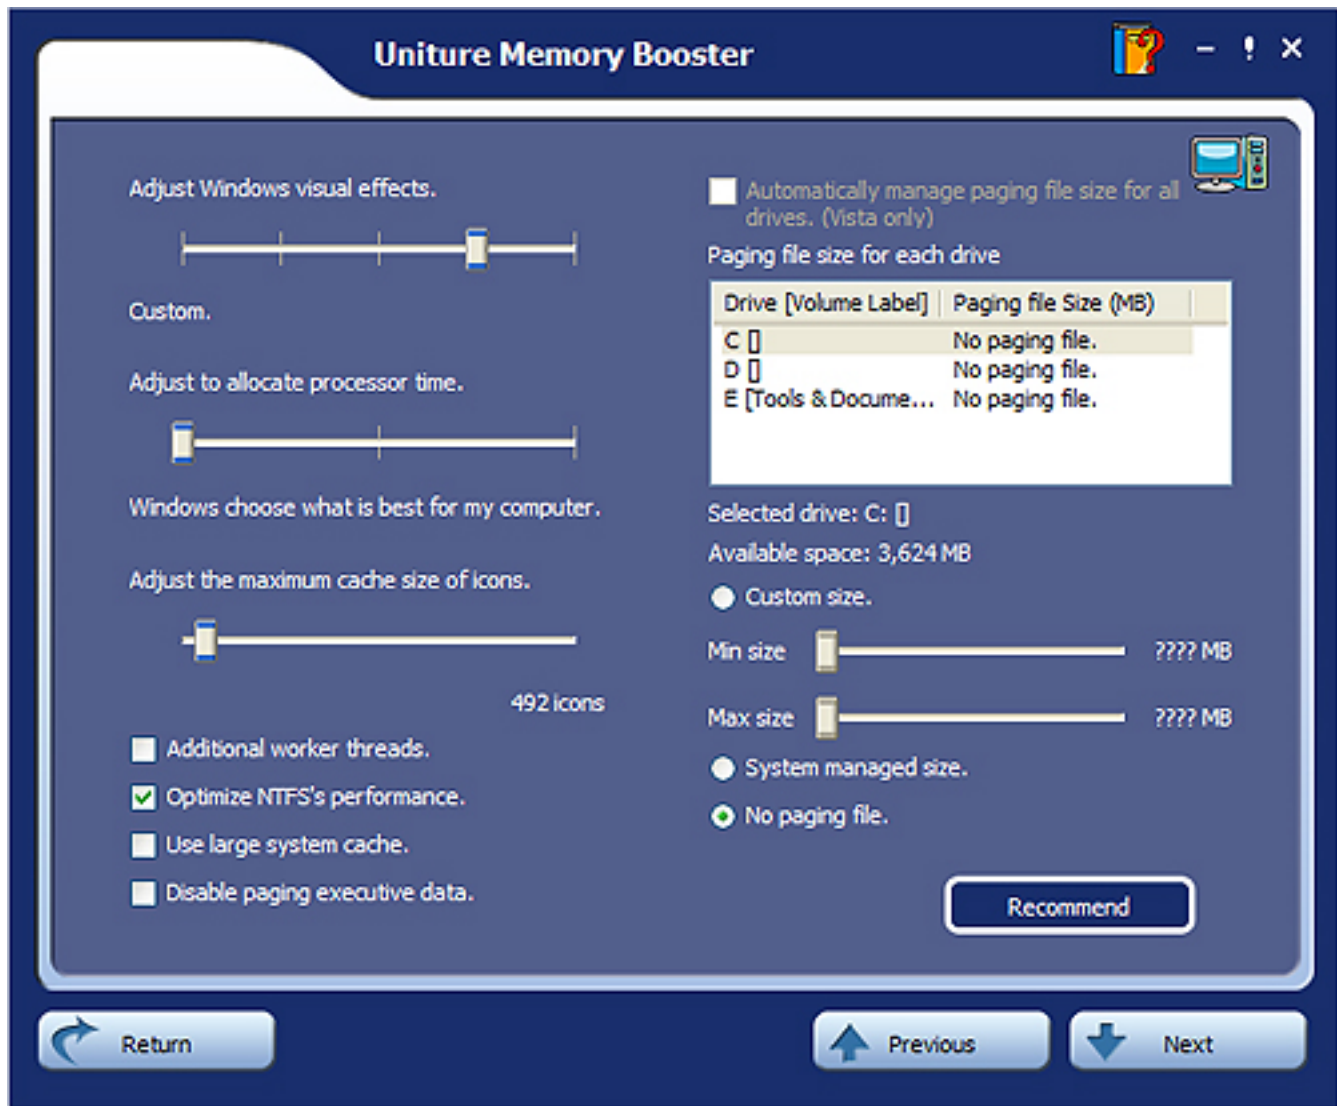 Uniture Memory Booster
Adjust Windows visual effects.
Custom.
Adjust to allocate processor time.
Windows choose what is best for my computer.
Adjust the maximum cache size of icons.
492 icons
Additional worker threads.
Optimize NTFS's performance.
Use large system cache.
Disable paging executive data.
Automatically manage paging file size for all
drives. (Vista only)
Paging file size for each drive
Drive [Volume Label] Paging file Size (MB)
C [] No paging file.
D [] No paging file.
E [Tools & Docume... No paging file.
Selected drive: C: []
Available space: 3,624 MB
Custom size.
Min size ???? MB
Max size ???? MB
System managed size.
No paging file.
Recommend
Return
Previous
Next